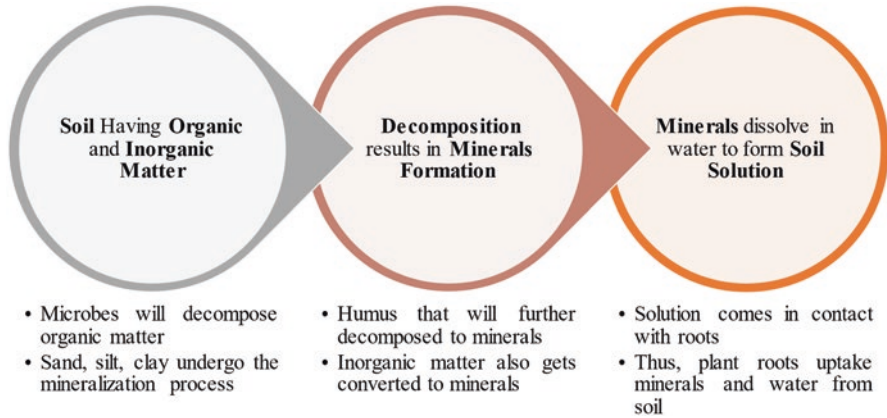 Soil Having Organic
and Inorganic
Matter
• Microbes will decompose
organic matter
• Sand, silt, clay undergo the
mineralization process
Decomposition
results in Minerals
Formation
• Humus that will further
decomposed to minerals
• Inorganic matter also gets
converted to minerals
Minerals dissolve in
water to form Soil
Solution
• Solution comes in contact
with roots
• Thus, plant roots uptake
minerals and water from
soil